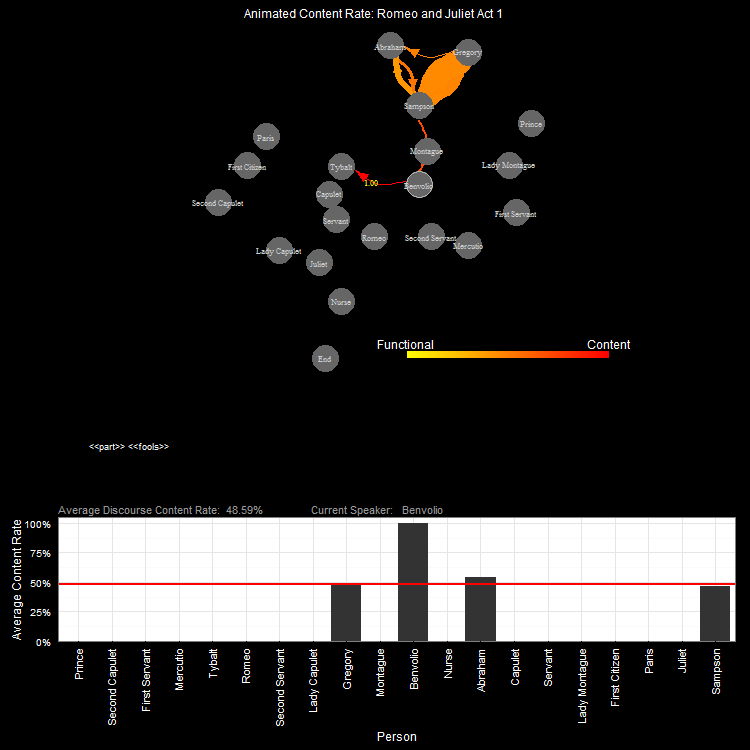 Animated Content Rate: Romeo and Juliet Act 1
Abraham
Gregory
Sampson
Prince
Paris
Montague
First Citizen
Tybalt
Lady Montague
1.00
Benvolio
Capulet
Second Capulet
First Servant
Servant
Romeo
Second Servant
Mercutio
Lady Capulet
Juliet
Nurse
Functional Content
End
<<part>> <<fools>>
Average Discourse Content Rate: 48.59% Current Speaker: Benvolio
Average Content Rate
100%
75%
50%
25%
0%
Prince
Second Capulet
First Servant
Mercutio
Tybalt
Romeo
Second Servant
Lady Capulet
Gregory
Montague
Benvolio
Nurse
Abraham
Capulet
Servant
Lady Montague
First Citizen
Paris
Juliet
Sampson
Person